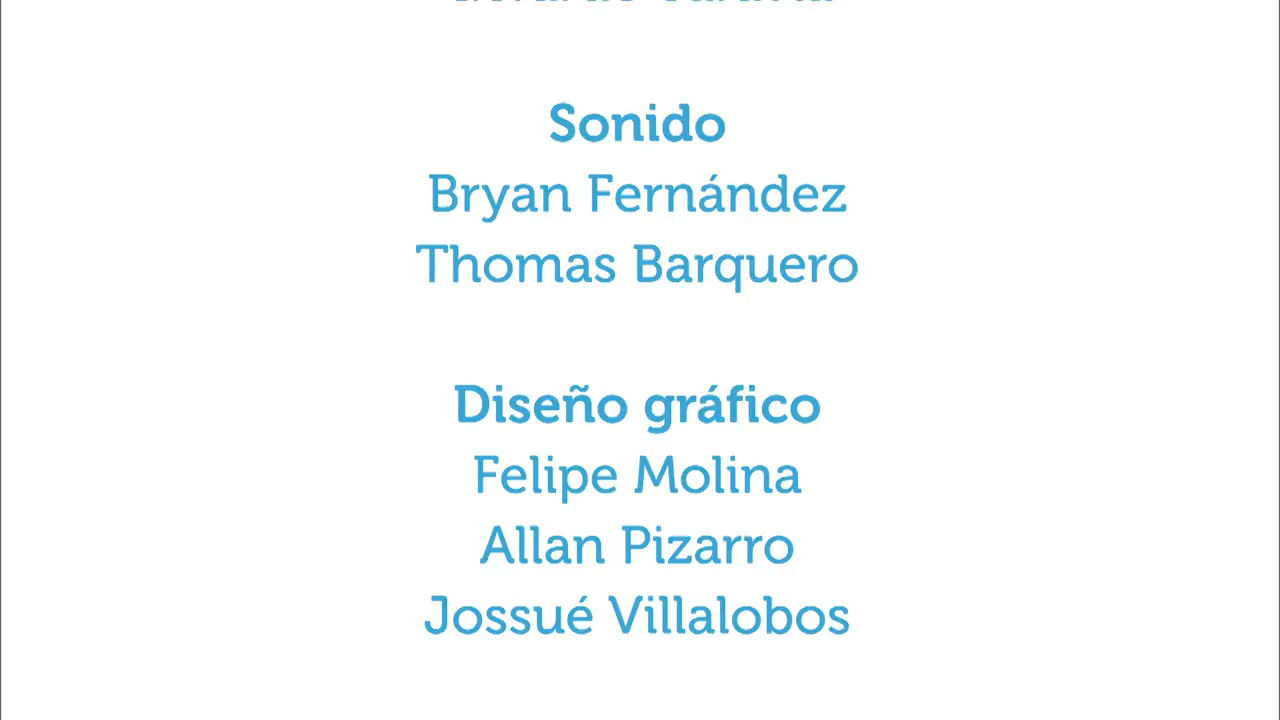 Sonido
Bryan Fernández
Thomas Barquero
Diseño gráfico
Felipe Molina
Allan Pizarro
Jossué Villalobos